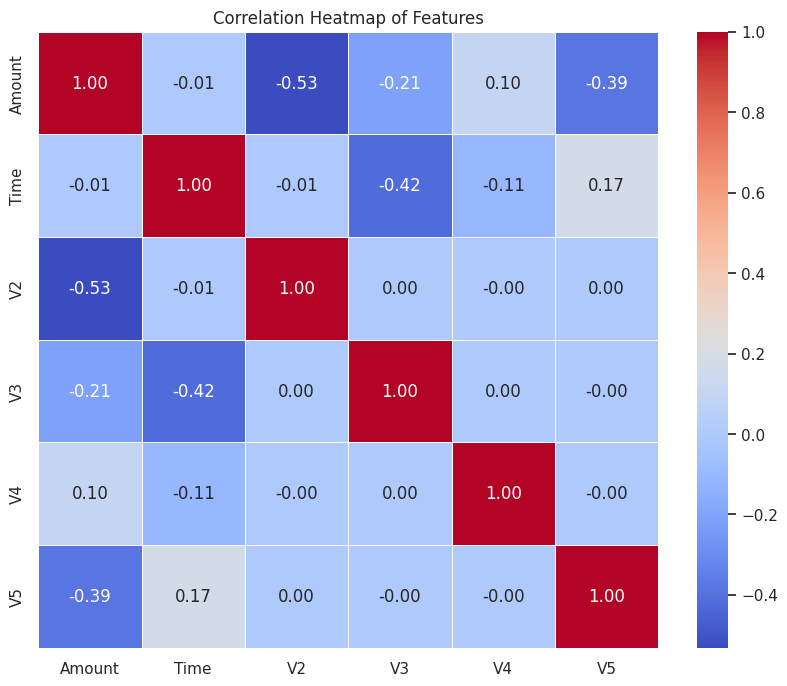 Correlation Heatmap of Features
Amount 1.00 -0.01 -0.53 -0.21 0.10 -0.39
Time -0.01 1.00 -0.01 -0.42 -0.11 0.17
V2 -0.53 -0.01 1.00 0.00 -0.00 0.00
V3 -0.21 -0.42 0.00 1.00 0.00 -0.00
V4 0.10 -0.11 -0.00 0.00 1.00 -0.00
V5 -0.39 0.17 0.00 -0.00 -0.00 1.00
Amount Time V2 V3 V4 V5
1.0
0.8
0.6
0.4
0.2
0.0
−0.2
−0.4